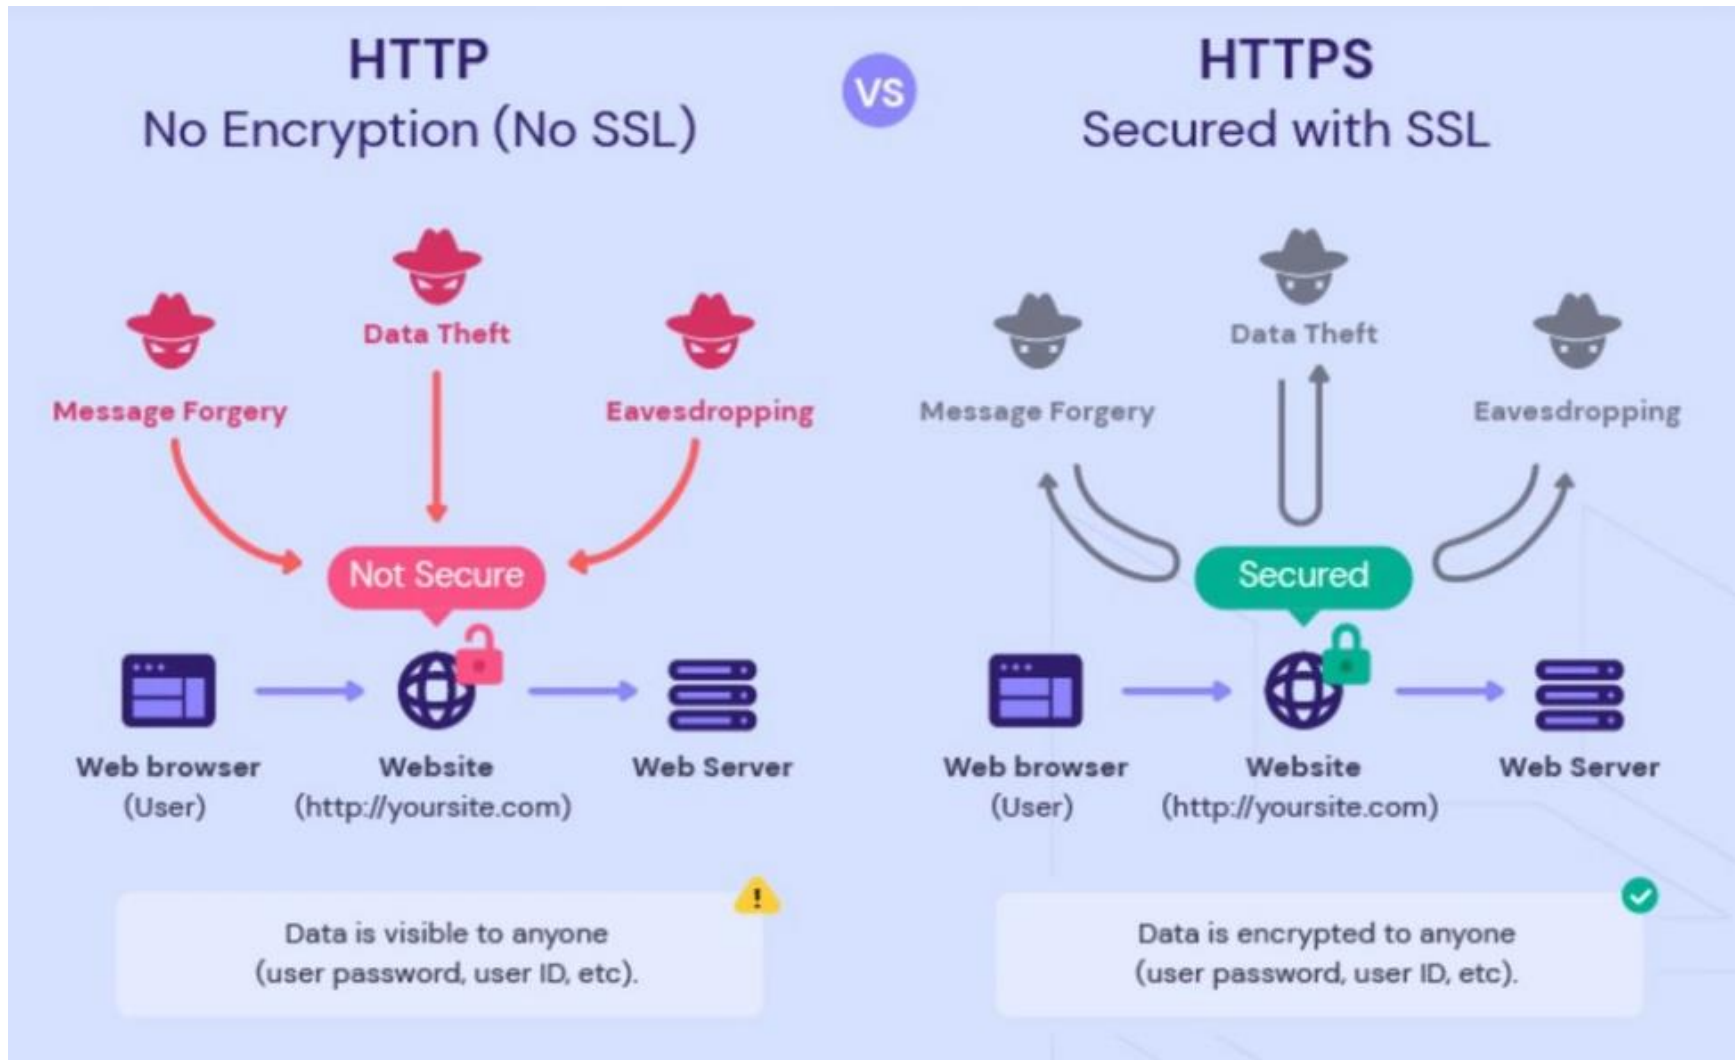 HTTP
No Encryption (No SSL)
VS
HTTPS
Secured with SSL
Data Theft
Message Forgery
Eavesdropping
Not Secure
Web browser
(User)
Website
(http://yoursite.com)
Web Server
Data is visible to anyone
(user password, user ID, etc).
Data Theft
Message Forgery
Eavesdropping
Secured
Web browser
(User)
Website
(http://yoursite.com)
Web Server
Data is encrypted to anyone
(user password, user ID, etc).